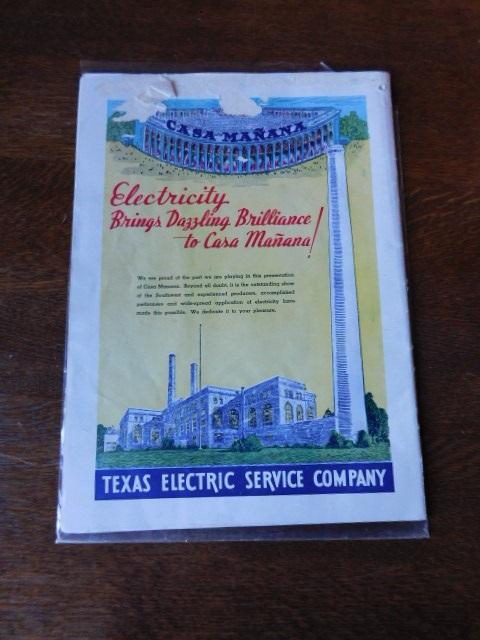 CASA MAÑANA
Electricity
Brings Dazzling Brilliance
to Casa Mañana!
We are proud of the part we are playing in this presentation
of Casa Manana. Beyond all doubt, it is the outstanding show
of the Southwest and experienced producers, accomplished
performers and wide-spread application of electricity have
made this possible. We dedicate it to your pleasure.
TEXAS ELECTRIC SERVICE COMPANY